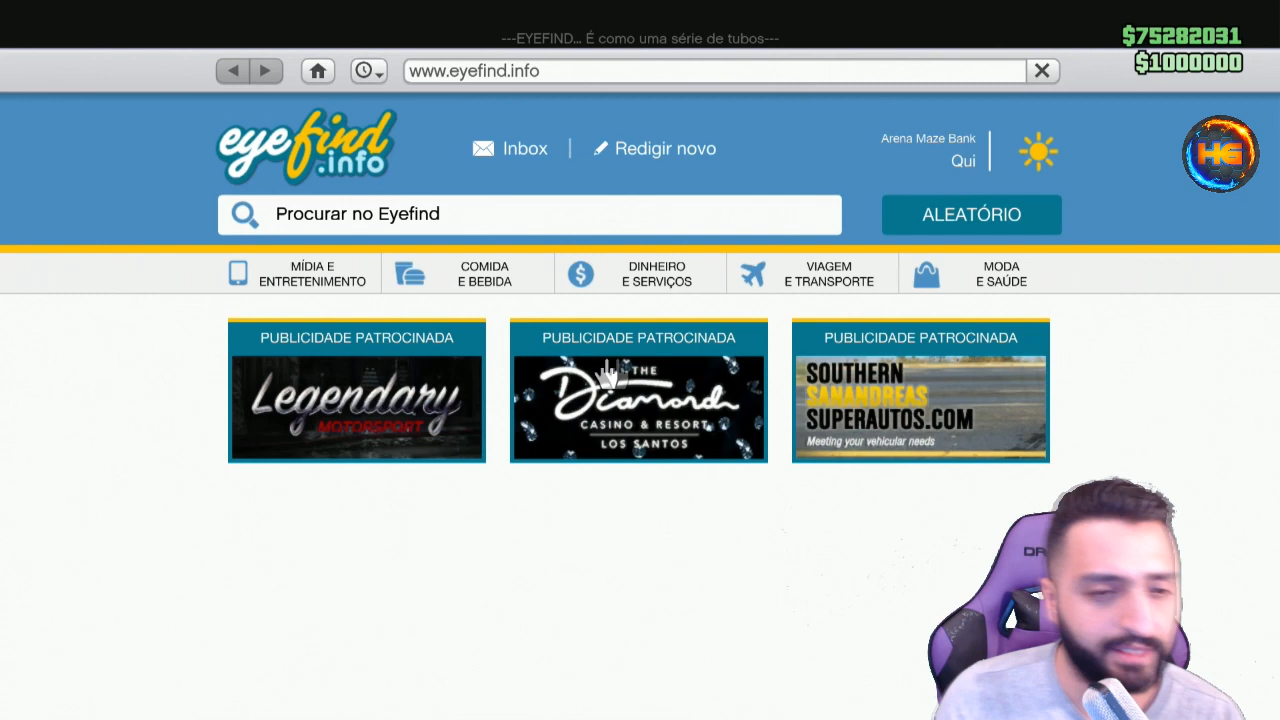 ---EYEFIND... É como uma série de tubos---
$75282031
$1000000
www.eyefind.info
eyefind
.info
Inbox
Redigir novo
Arena Maze Bank
Qui
HG
Procurar no Eyefind
ALEATÓRIO
MÍDIA E
ENTRETENIMENTO
COMIDA
E BEBIDA
DINHEIRO
E SERVIÇOS
VIAGEM
E TRANSPORTE
MODA
E SAÚDE
PUBLICIDADE PATROCINADA
Legendary
MOTORSPORT
PUBLICIDADE PATROCINADA
THE
Diamond
CASINO & RESORT
LOS SANTOS
PUBLICIDADE PATROCINADA
SOUTHERN
SANANDREAS
SUPERAUTOS.COM
Meeting your vehicular needs